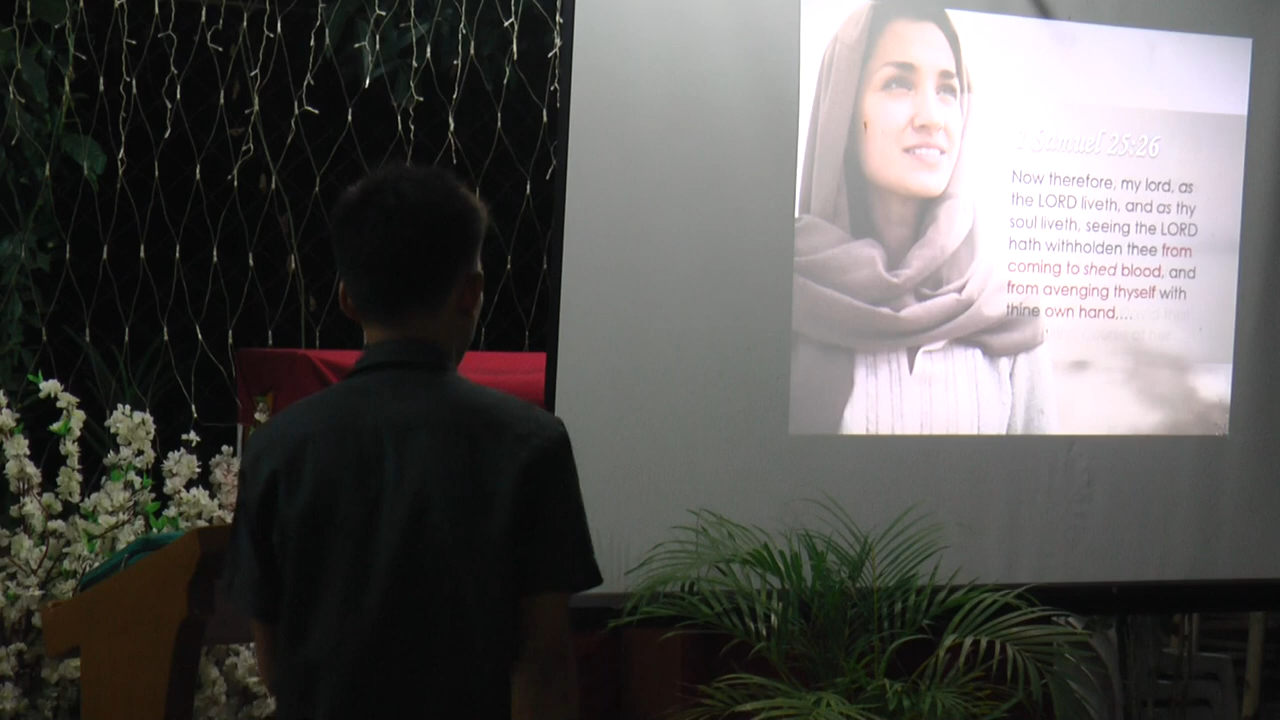 1 Samuel 25:26
Now therefore, my lord, as
the LORD liveth, and as thy
soul liveth, seeing the LORD
hath withholden thee from
coming to shed blood, and
from avenging thyself with
thine own hand....